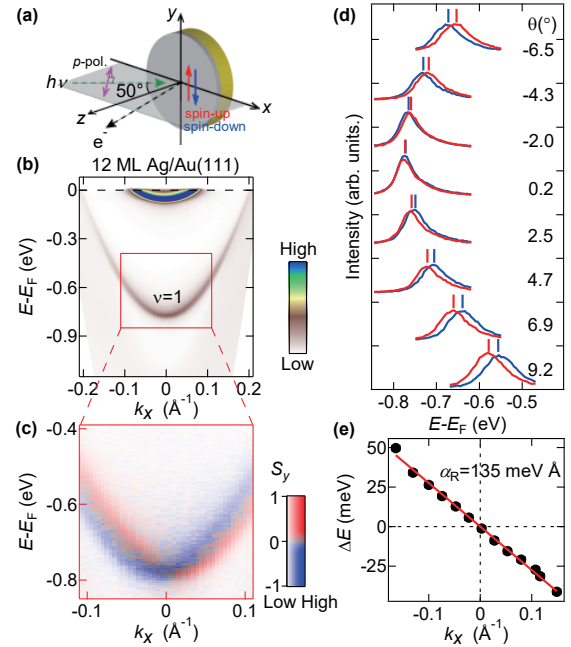 (a)
y
p-pol.
hν
50°
z
e⁻
x
spin-up
spin-down
(b)
12 ML Ag/Au(111)
E-E_F (eV)
0
-0.3
-0.6
-0.9
ν=1
-0.2
-0.1
0
0.1
0.2
k_X (Å⁻¹)
High
Low
(c)
E-E_F (eV)
-0.4
-0.6
-0.8
-0.1
0
0.1
k_X (Å⁻¹)
S_y
1
0
-1
Low High
(d)
Intensity (arb. units.)
θ(°)
-6.5
-4.3
-2.0
0.2
2.5
4.7
6.9
9.2
-0.8
-0.7
-0.6
-0.5
E-E_F (eV)
(e)
ΔE (meV)
50
25
0
-25
α_R=135 meV Å
-0.1
0
0.1
k_X (Å⁻¹)